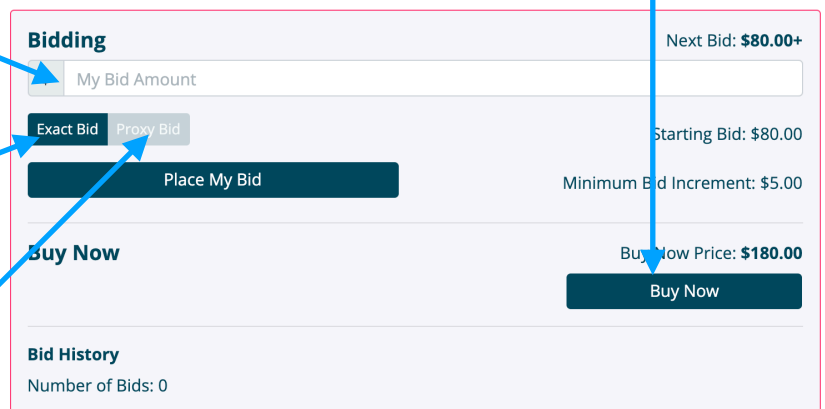 Bidding
Next Bid: $80.00+
My Bid Amount
Exact Bid Proxy Bid
Starting Bid: $80.00
Place My Bid
Minimum Bid Increment: $5.00
Buy Now
Buy Now Price: $180.00
Buy Now
Bid History
Number of Bids: 0